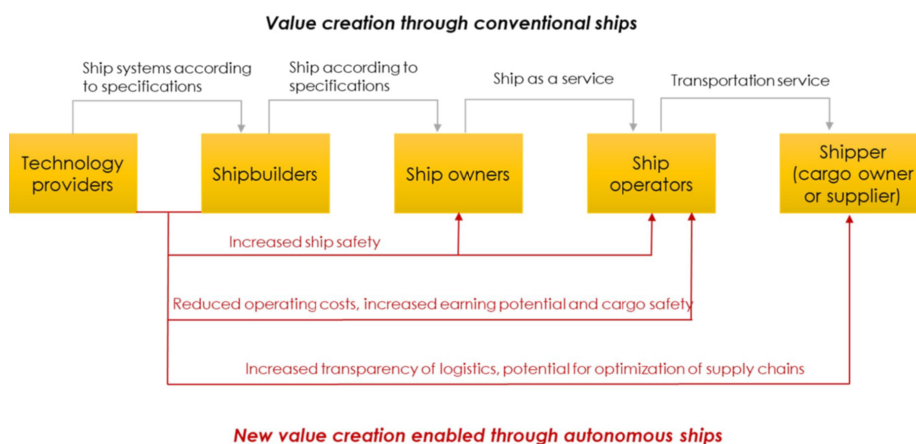 Value creation through conventional ships
Ship systems according
to specifications
Ship according to
specifications
Ship as a service
Transportation service
Technology
providers
Shipbuilders
Ship owners
Ship
operators
Shipper
(cargo owner
or supplier)
Increased ship safety
Reduced operating costs, increased earning potential and cargo safety
Increased transparency of logistics, potential for optimization of supply chains
New value creation enabled through autonomous ships